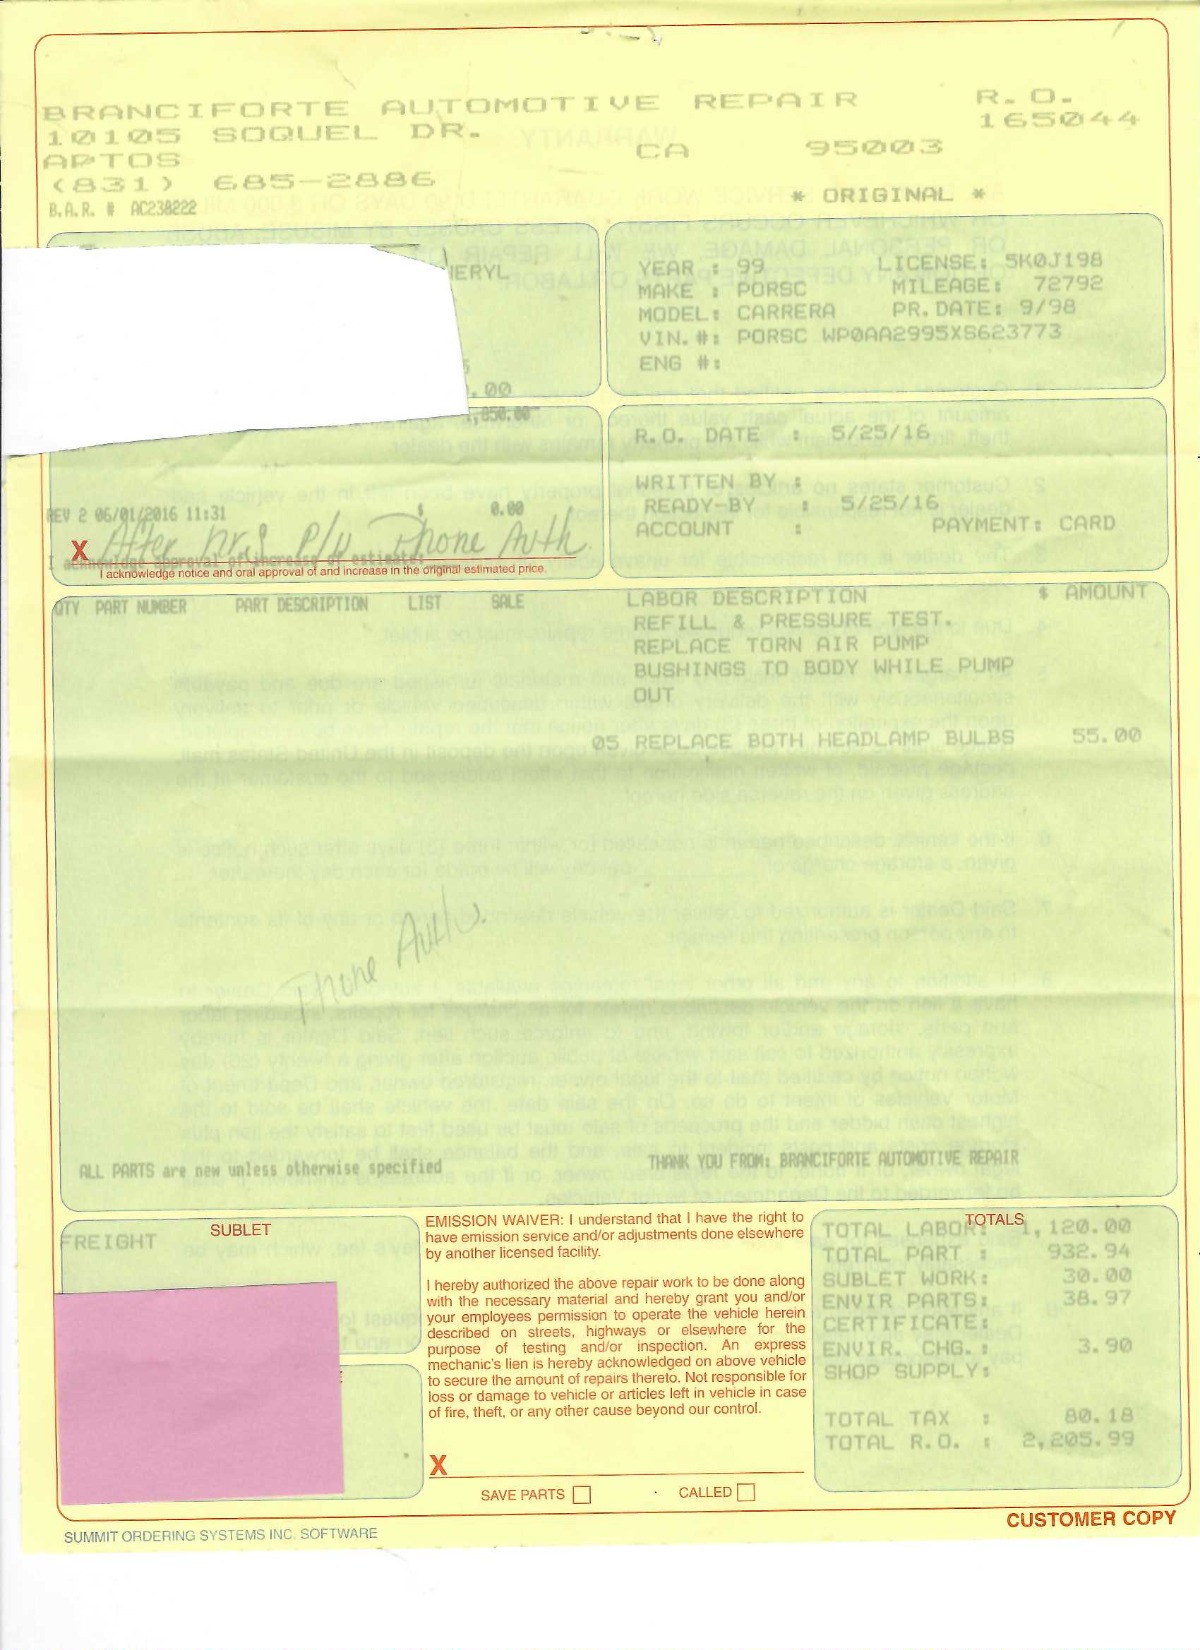 BRANCIFORTE AUTOMOTIVE REPAIR R.O.
10105 SOQUEL DR. 165044
APTOS CA 95003
(831) 685-2886
B.A.R. # AC238222 * ORIGINAL *
IERYL
YEAR : 99 LICENSE: 5K0J198
MAKE : PORSC MILEAGE: 72792
MODEL: CARRERA PR.DATE: 9/98
VIN.#: PORSC WP0AA2995XS623773
ENG #:
.00
,850.00
R.O. DATE : 5/25/16
WRITTEN BY :
READY-BY : 5/25/16
ACCOUNT : PAYMENT: CARD
REV 2 06/01/2016 11:31 $ 0.00
X After hrs P/U Phone Auth.
I acknowledge approval of increase of estimate:
I acknowledge notice and oral approval of and increase in the original estimated price.
QTY PART NUMBER PART DESCRIPTION LIST SALE
LABOR DESCRIPTION $ AMOUNT
REFILL & PRESSURE TEST.
REPLACE TORN AIR PUMP
BUSHINGS TO BODY WHILE PUMP
OUT
05 REPLACE BOTH HEADLAMP BULBS 55.00
Phone Auth.
ALL PARTS are new unless otherwise specified
THANK YOU FROM: BRANCIFORTE AUTOMOTIVE REPAIR
SUBLET
FREIGHT
EMISSION WAIVER: I understand that I have the right to
have emission service and/or adjustments done elsewhere
by another licensed facility.
I hereby authorized the above repair work to be done along
with the necessary material and hereby grant you and/or
your employees permission to operate the vehicle herein
described on streets, highways or elsewhere for the
purpose of testing and/or inspection. An express
mechanic's lien is hereby acknowledged on above vehicle
to secure the amount of repairs thereto. Not responsible for
loss or damage to vehicle or articles left in vehicle in case
of fire, theft, or any other cause beyond our control.
X
SAVE PARTS CALLED
TOTALS
TOTAL LABOR: 1,120.00
TOTAL PART : 932.94
SUBLET WORK: 30.00
ENVIR PARTS: 38.97
CERTIFICATE:
ENVIR. CHG. : 3.90
SHOP SUPPLY:
TOTAL TAX : 80.18
TOTAL R.O. : 2,205.99
CUSTOMER COPY
SUMMIT ORDERING SYSTEMS INC. SOFTWARE